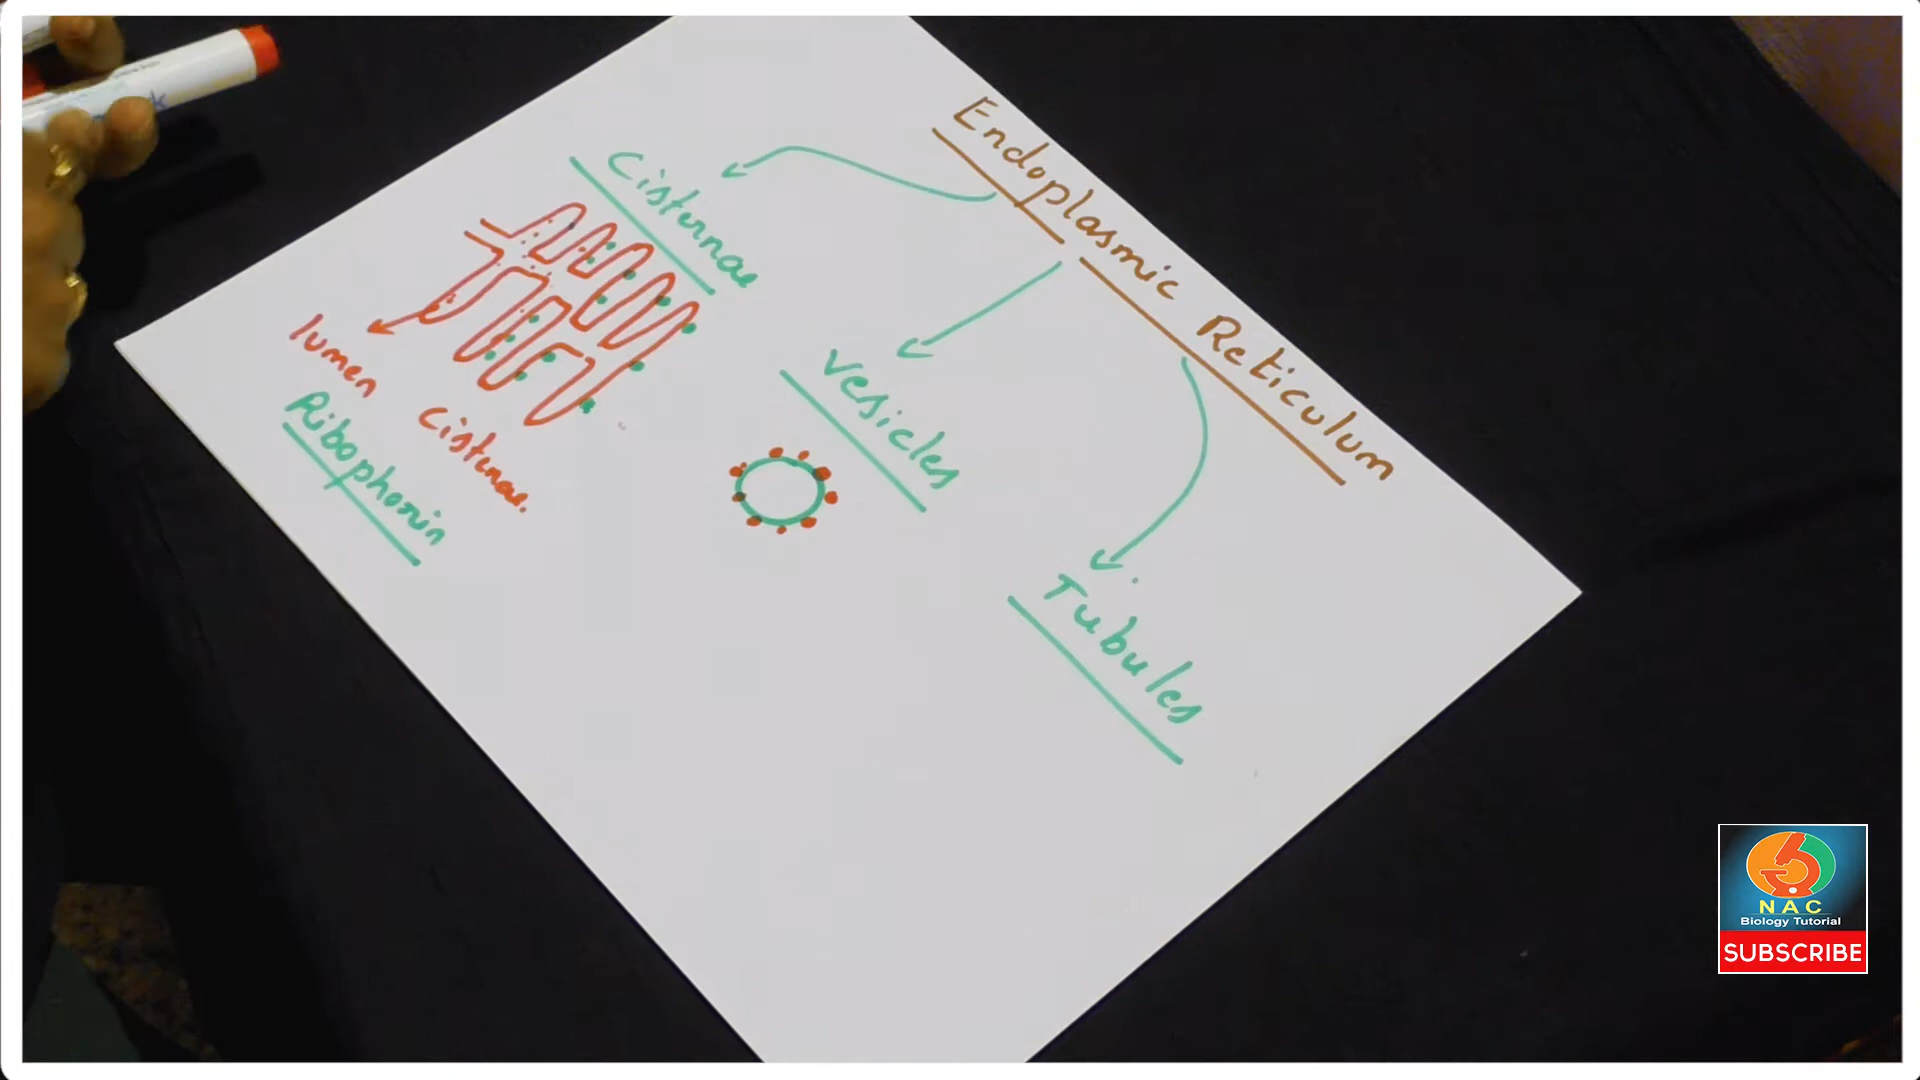 Endoplasmic Reticulum
Cisternae
Vesicles
Tubules
lumen
Cisternae.
Ribophorin
NAC
Biology Tutorial
SUBSCRIBE